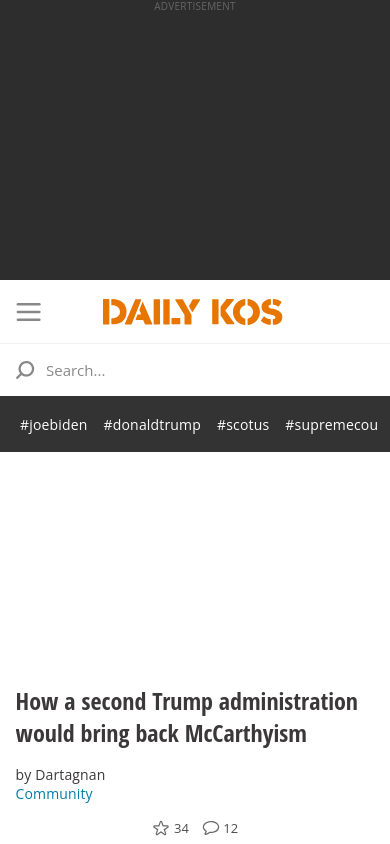 ADVERTISEMENT
DAILY KOS
Search...
#joebiden #donaldtrump #scotus #supremecou
How a second Trump administration
would bring back McCarthyism
by Dartagnan
Community
34 12